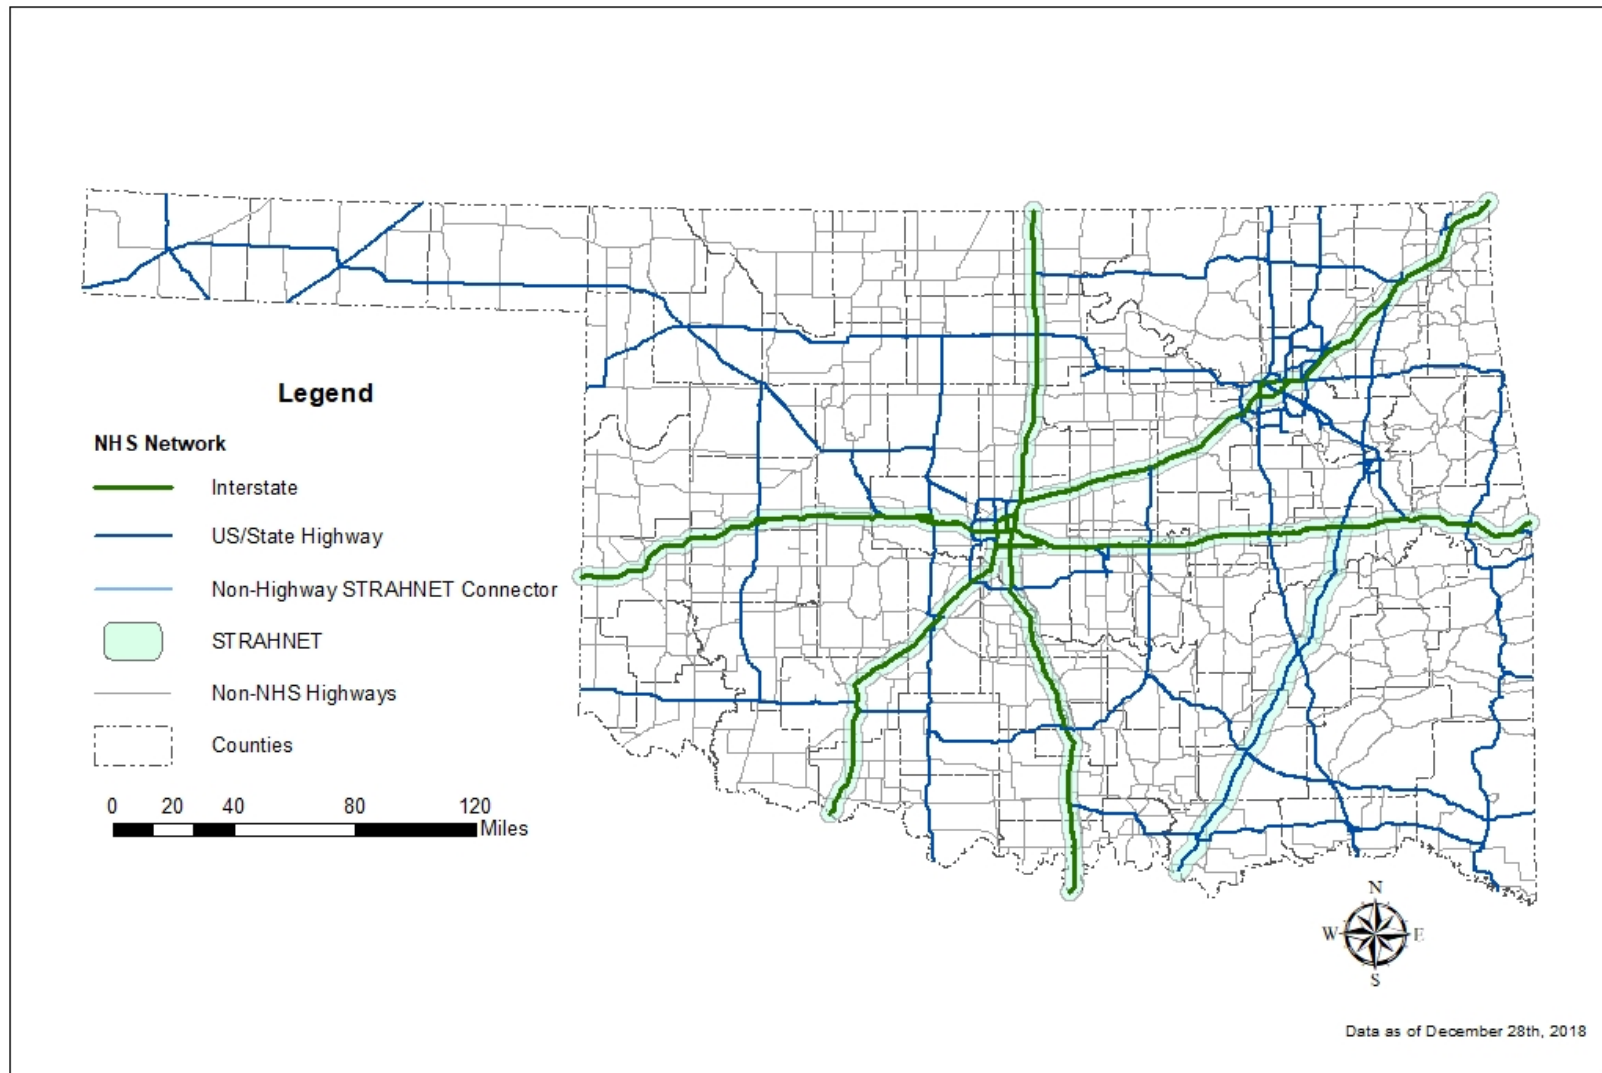 Legend
NHS Network
Interstate
US/State Highway
Non-Highway STRAHNET Connector
STRAHNET
Non-NHS Highways
Counties
0 20 40 80 120
Miles
N
W E
S
Data as of December 28th, 2018